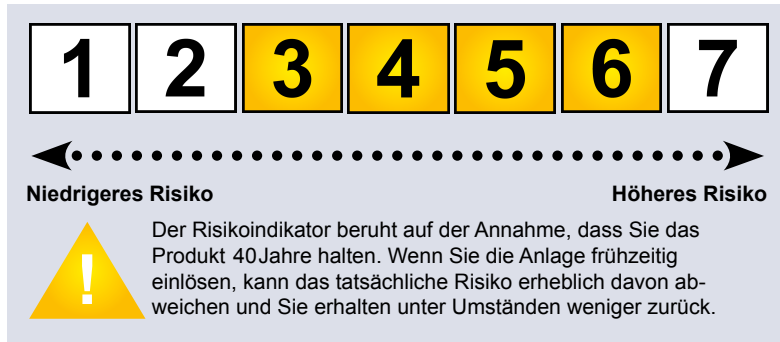 1 2 3 4 5 6 7
Niedrigeres Risiko Höheres Risiko
Der Risikoindikator beruht auf der Annahme, dass Sie das
Produkt 40Jahre halten. Wenn Sie die Anlage frühzeitig
einlösen, kann das tatsächliche Risiko erheblich davon ab-
weichen und Sie erhalten unter Umständen weniger zurück.
!